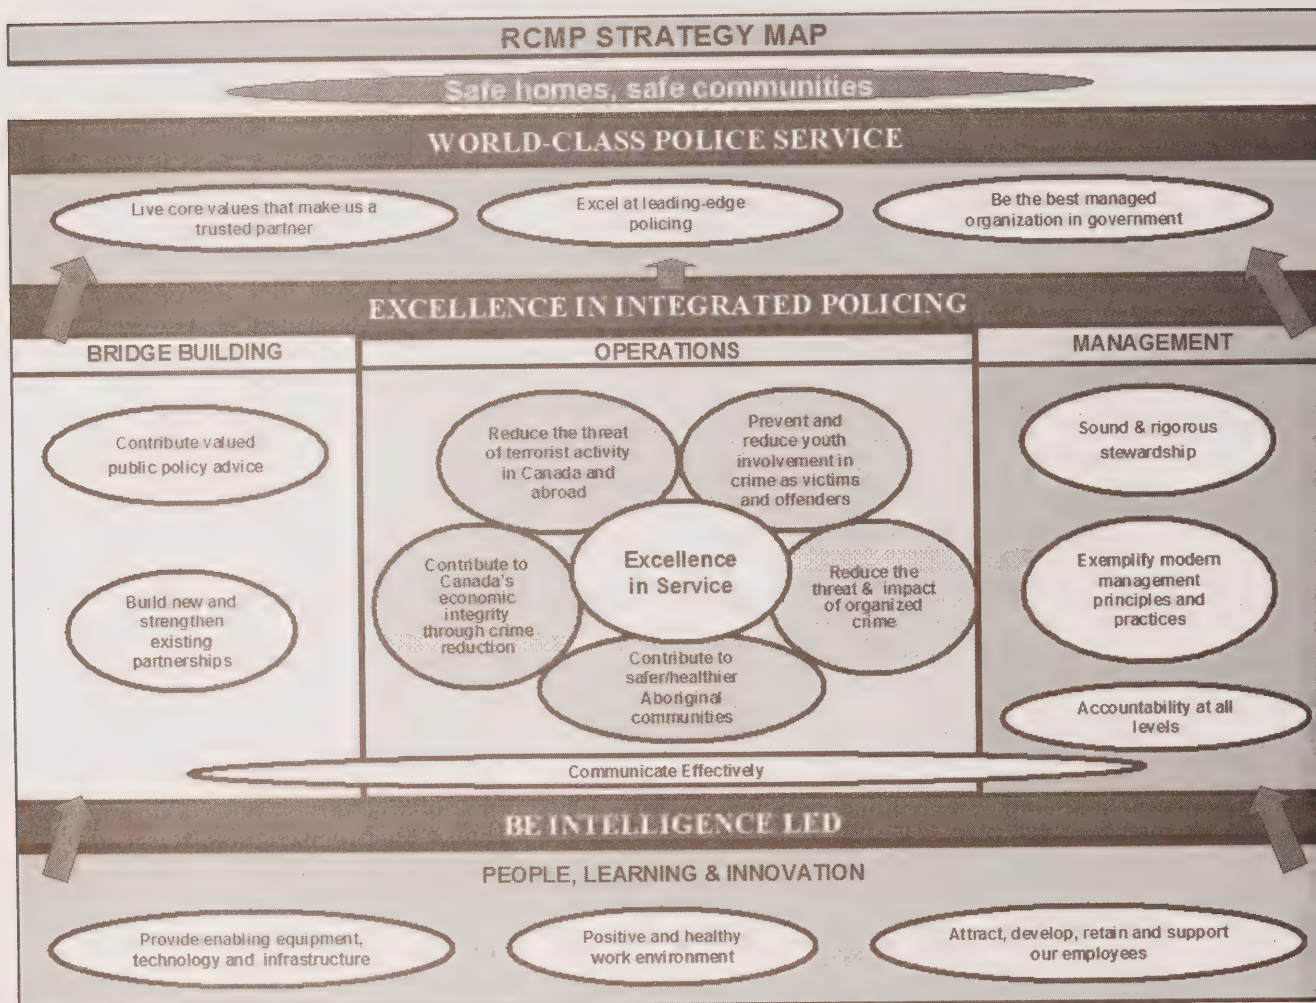 RCMP STRATEGY MAP
Safe homes, safe communities
WORLD-CLASS POLICE SERVICE
Live core values that make us a
trusted partner
Excel at leading-edge
policing
Be the best managed
organization in government
EXCELLENCE IN INTEGRATED POLICING
BRIDGE BUILDING
Contribute valued
public policy advice
Build new and
strengthen
existing
partnerships
OPERATIONS
Reduce the threat
of terrorist activity
in Canada and
abroad
Prevent and
reduce youth
involvement in
crime as victims
and offenders
Contribute to
Canada's
economic
integrity
through crime
reduction
Excellence
in Service
Reduce the
threat & impact
of organized
crime
Contribute to
safer/healthier
Aboriginal
communities
MANAGEMENT
Sound & rigorous
stewardship
Exemplify modern
management
principles and
practices
Accountability at all
levels
Communicate Effectively
BE INTELLIGENCE LED
PEOPLE, LEARNING & INNOVATION
Provide enabling equipment,
technology and infrastructure
Positive and healthy
work environment
Attract, develop, retain and support
our employees